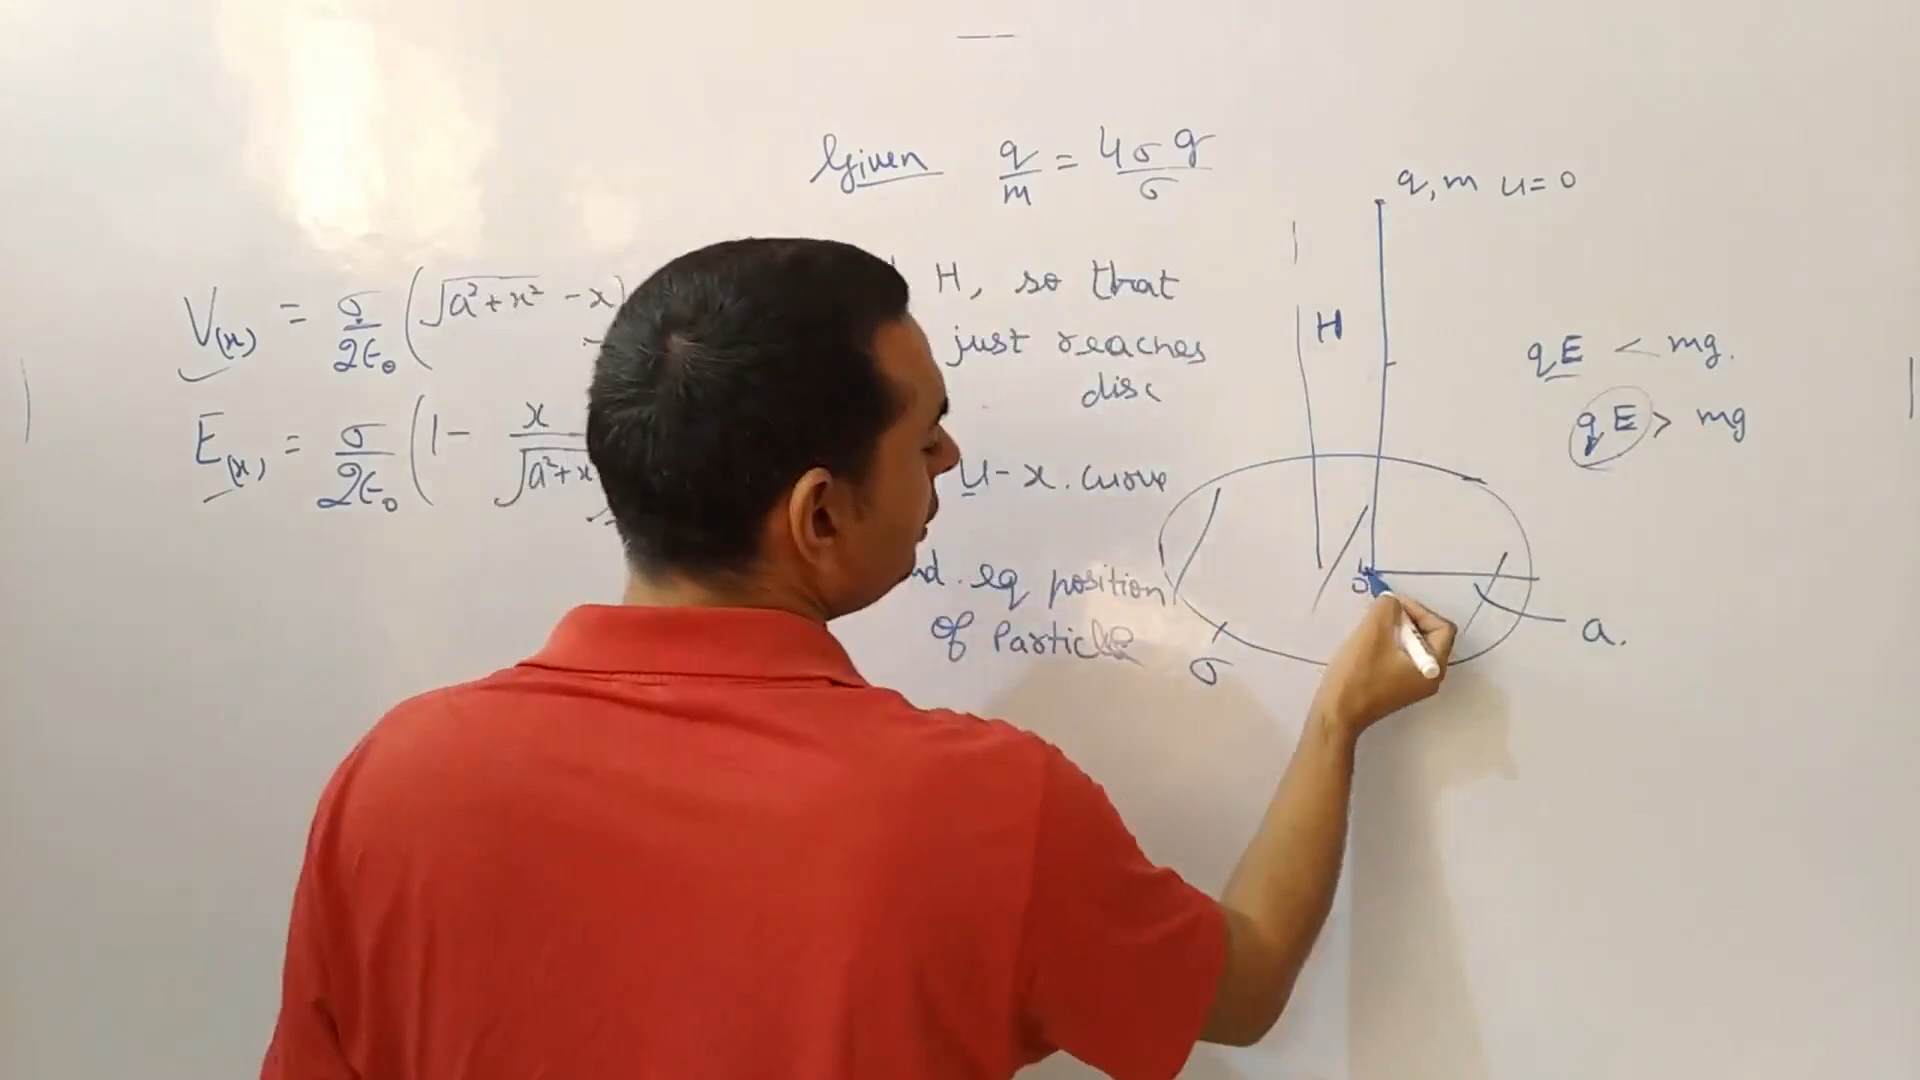 Given q/m = 4σg/σ
q, m u=0
V(x) = σ/2ϵ₀ (√a²+x² - x)
H, so that
H
just reaches
disc
qE < mg.
qE > mg
E(x) = σ/2ϵ₀ (1- x/√a²+x
U-x. curve
eq position
of Particle
σ
a.